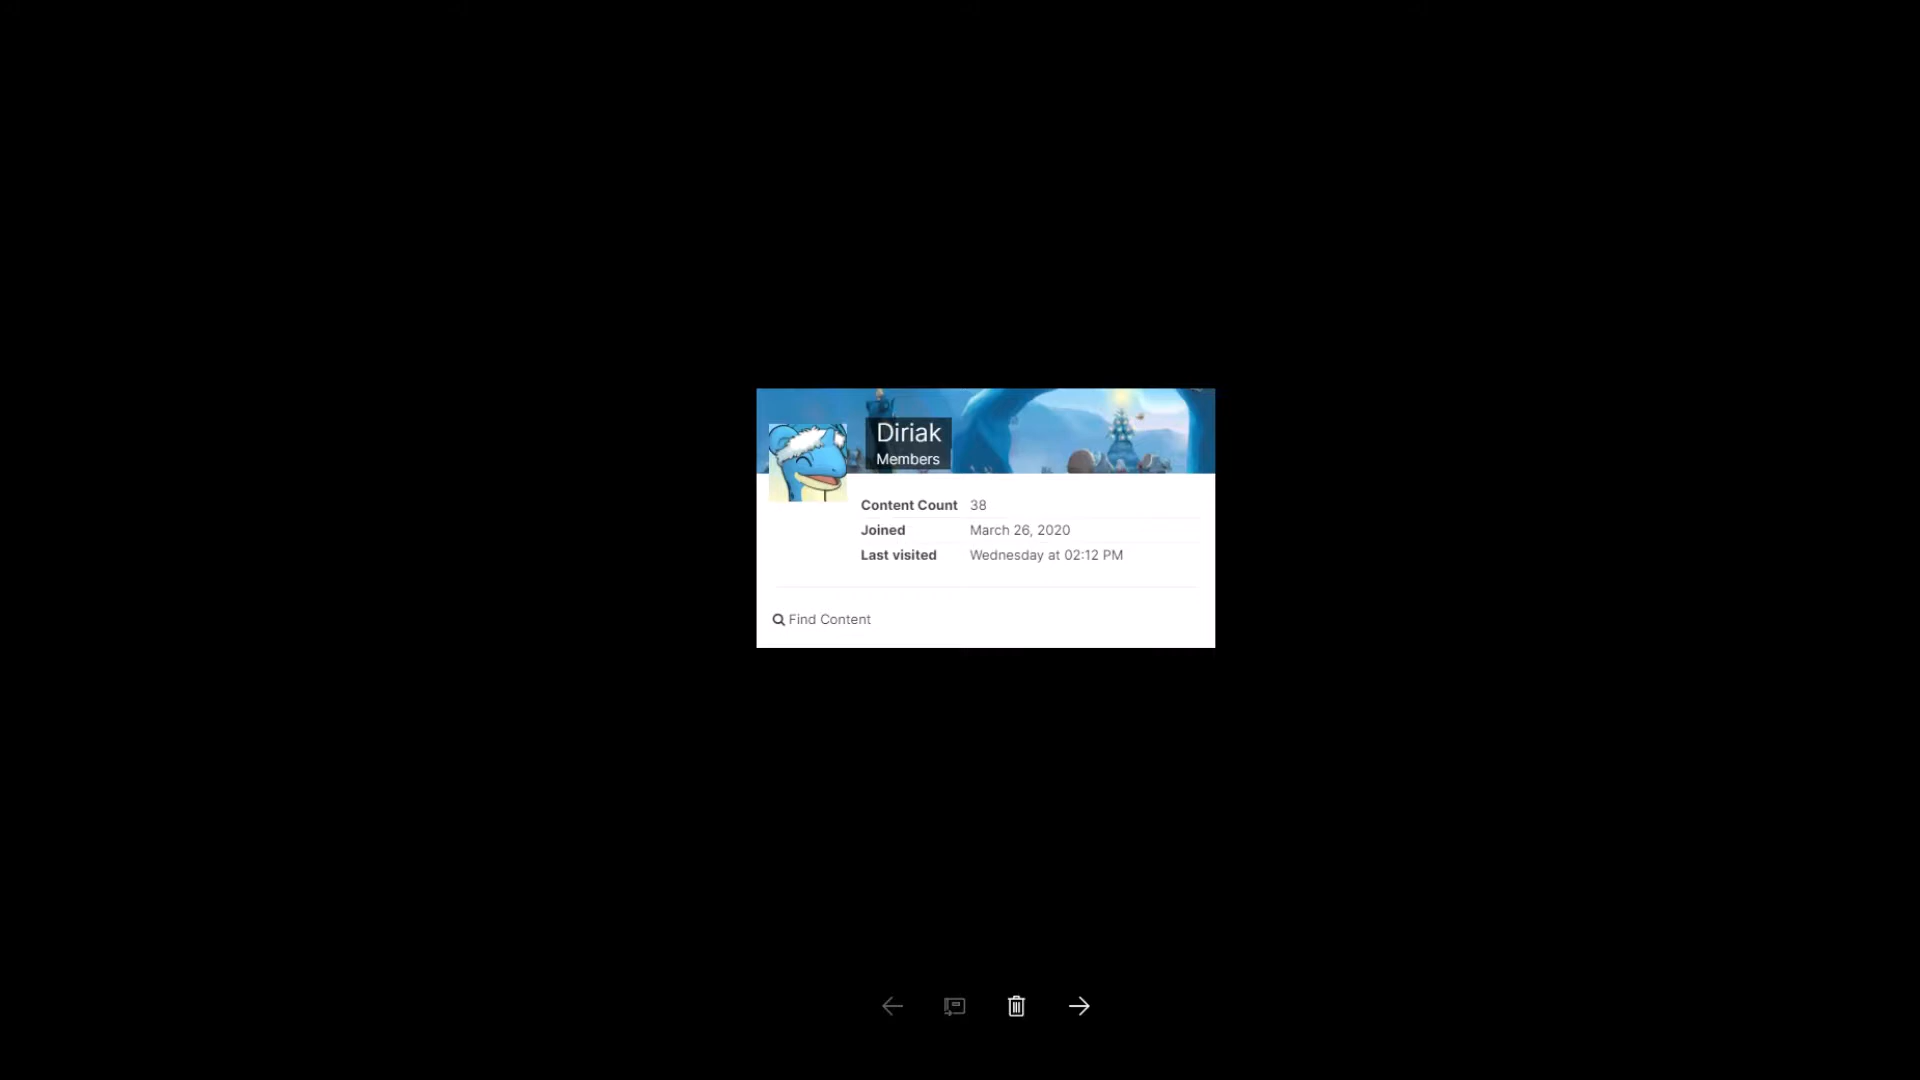 Diriak
Members
Content Count 38
Joined March 26, 2020
Last visited Wednesday at 02:12 PM
Find Content